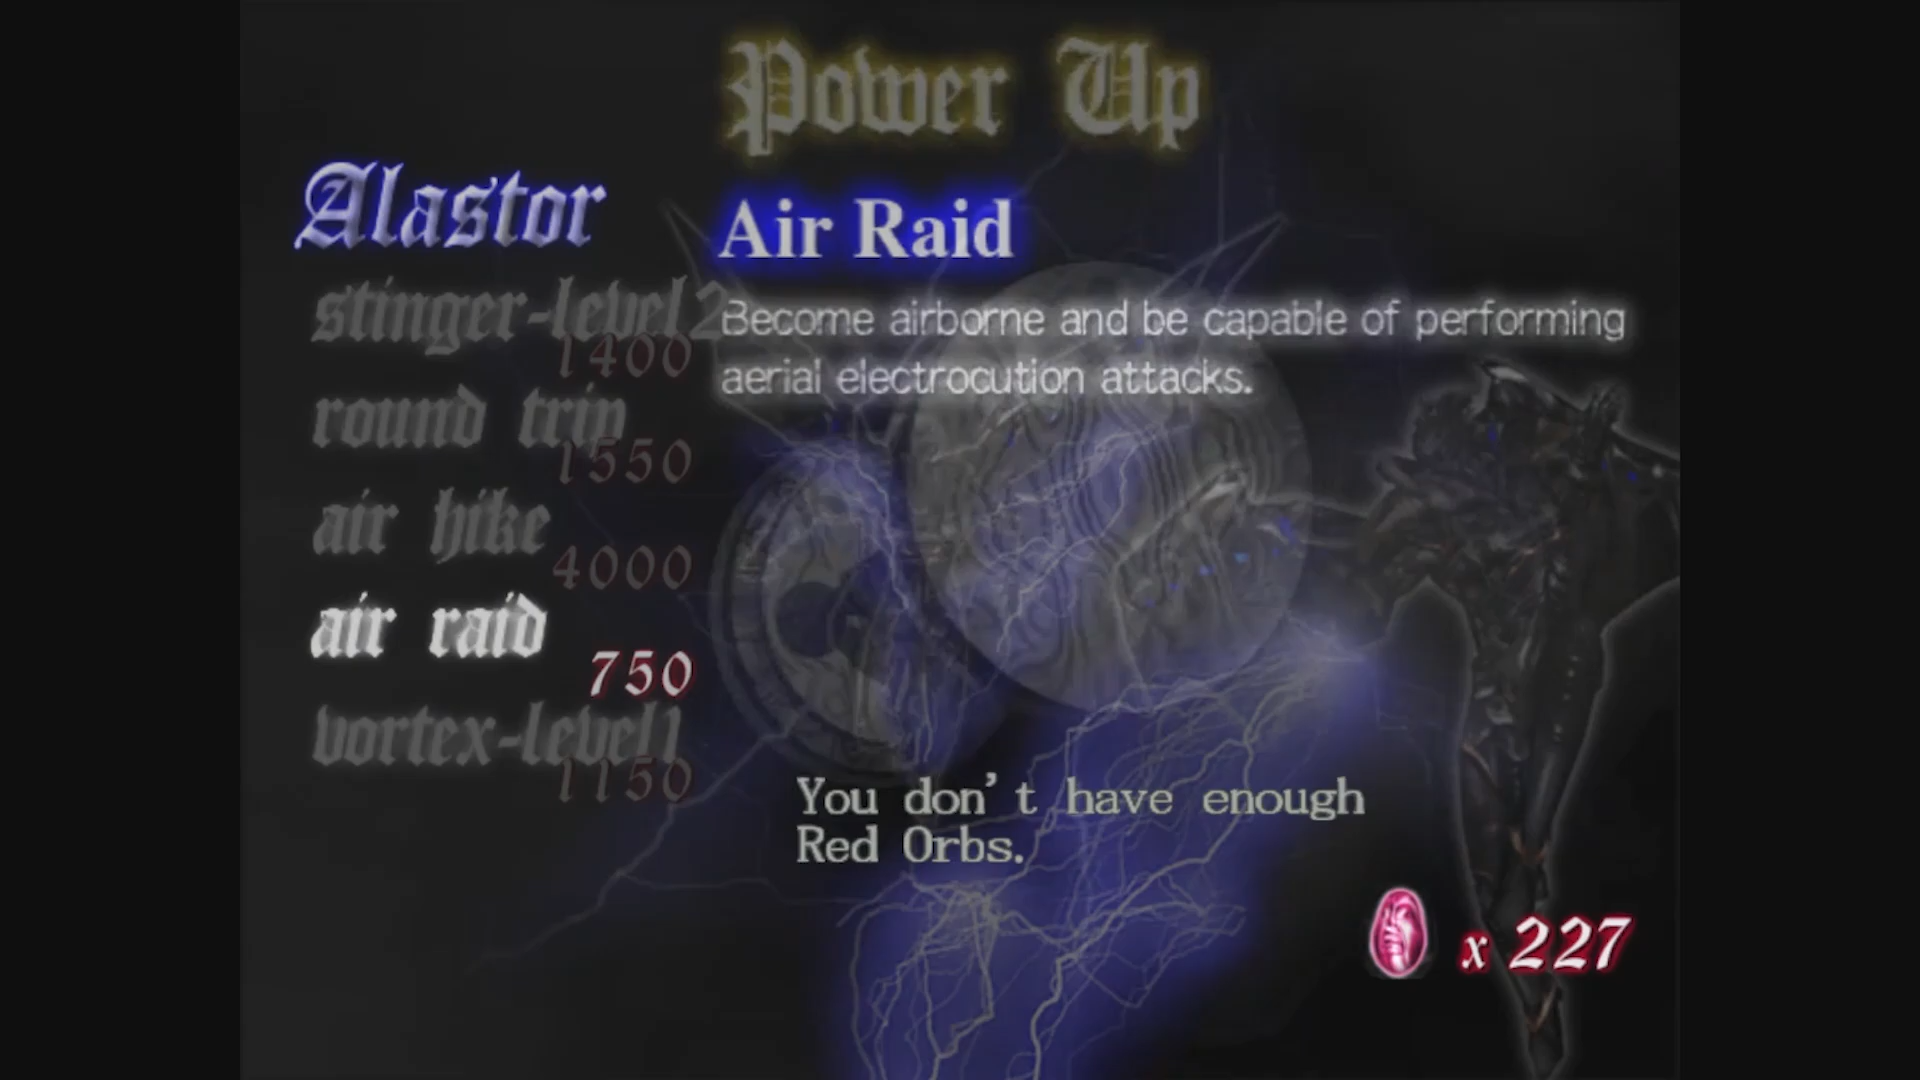 Power Up
Alastor
stinger-level2
1400
round trip
1550
air hike
4000
air raid
750
vortex-level1
1150
Air Raid
Become airborne and be capable of performing
aerial electrocution attacks.
You don't have enough
Red Orbs.
x 227